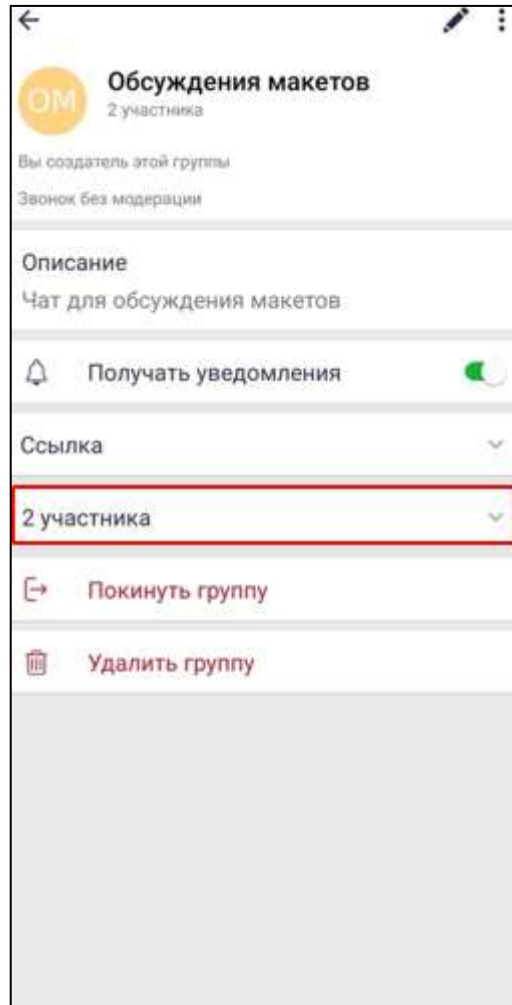 Обсуждения макетов
ОМ
2 участника
Вы создатель этой группы
Звонок без модерации
Описание
Чат для обсуждения макетов
Получать уведомления
Ссылка
2 участника
Покинуть группу
Удалить группу